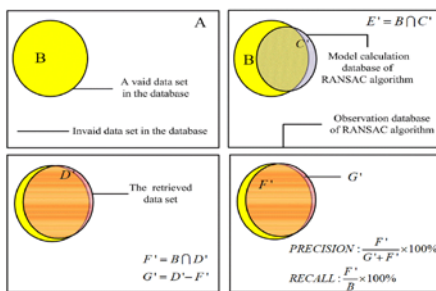 A
B
A vaid data set
in the database
Invaid data set in the database
E' = B ⋂ C'
B
C'
Model calculation
database of
RANSAC algorithm
Observation database
of RANSAC algorithm
D'
The retrieved
data set
F' = B ⋂ D'
G' = D' − F'
F'
G'
PRECISION: F' / G'+F' ×100%
RECALL: F' / B ×100%